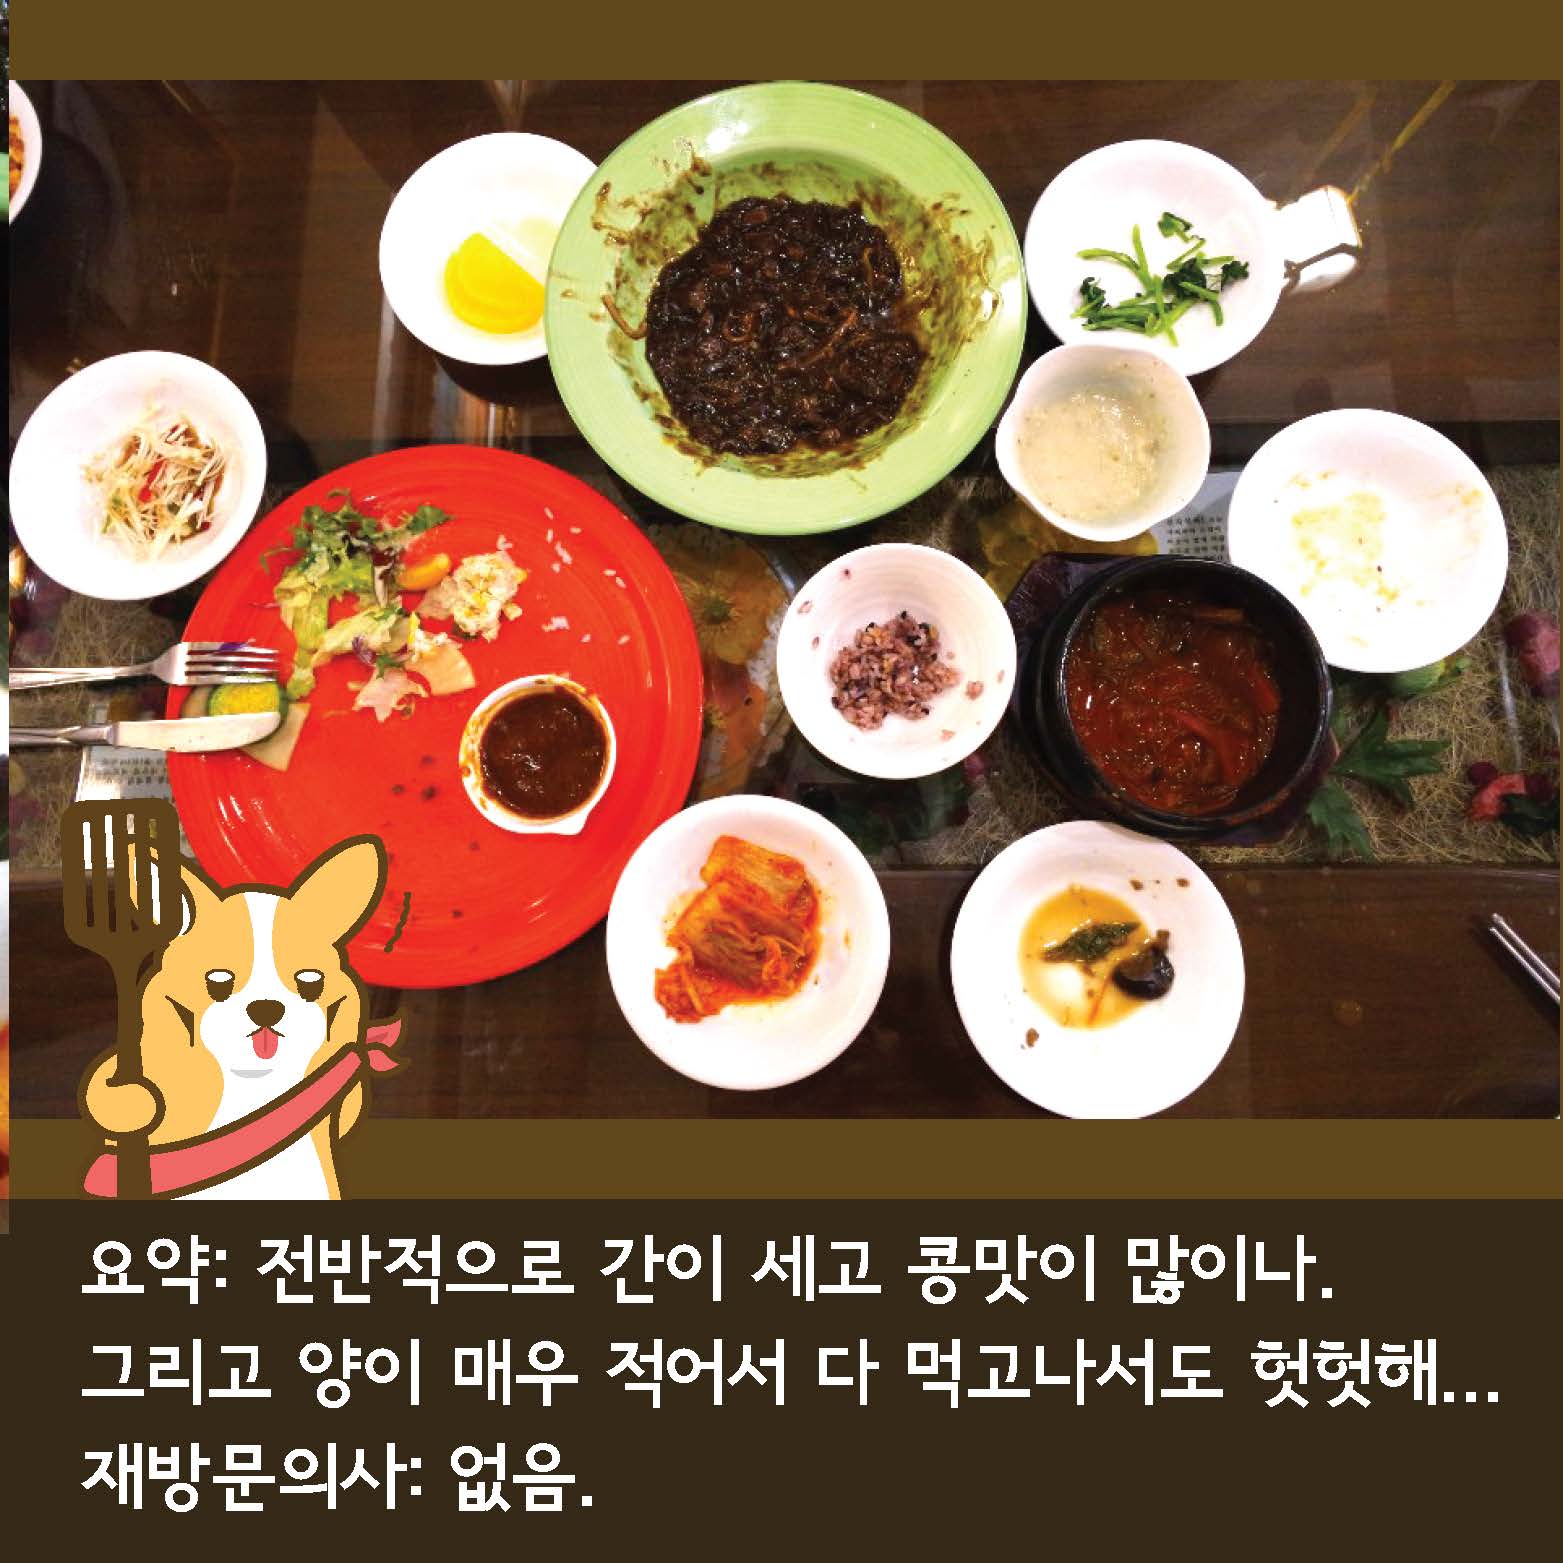 요약: 전반적으로 간이 세고 콩맛이 많이나.
그리고 양이 매우 적어서 다 먹고나서도 헛헛해...
재방문의사: 없음.